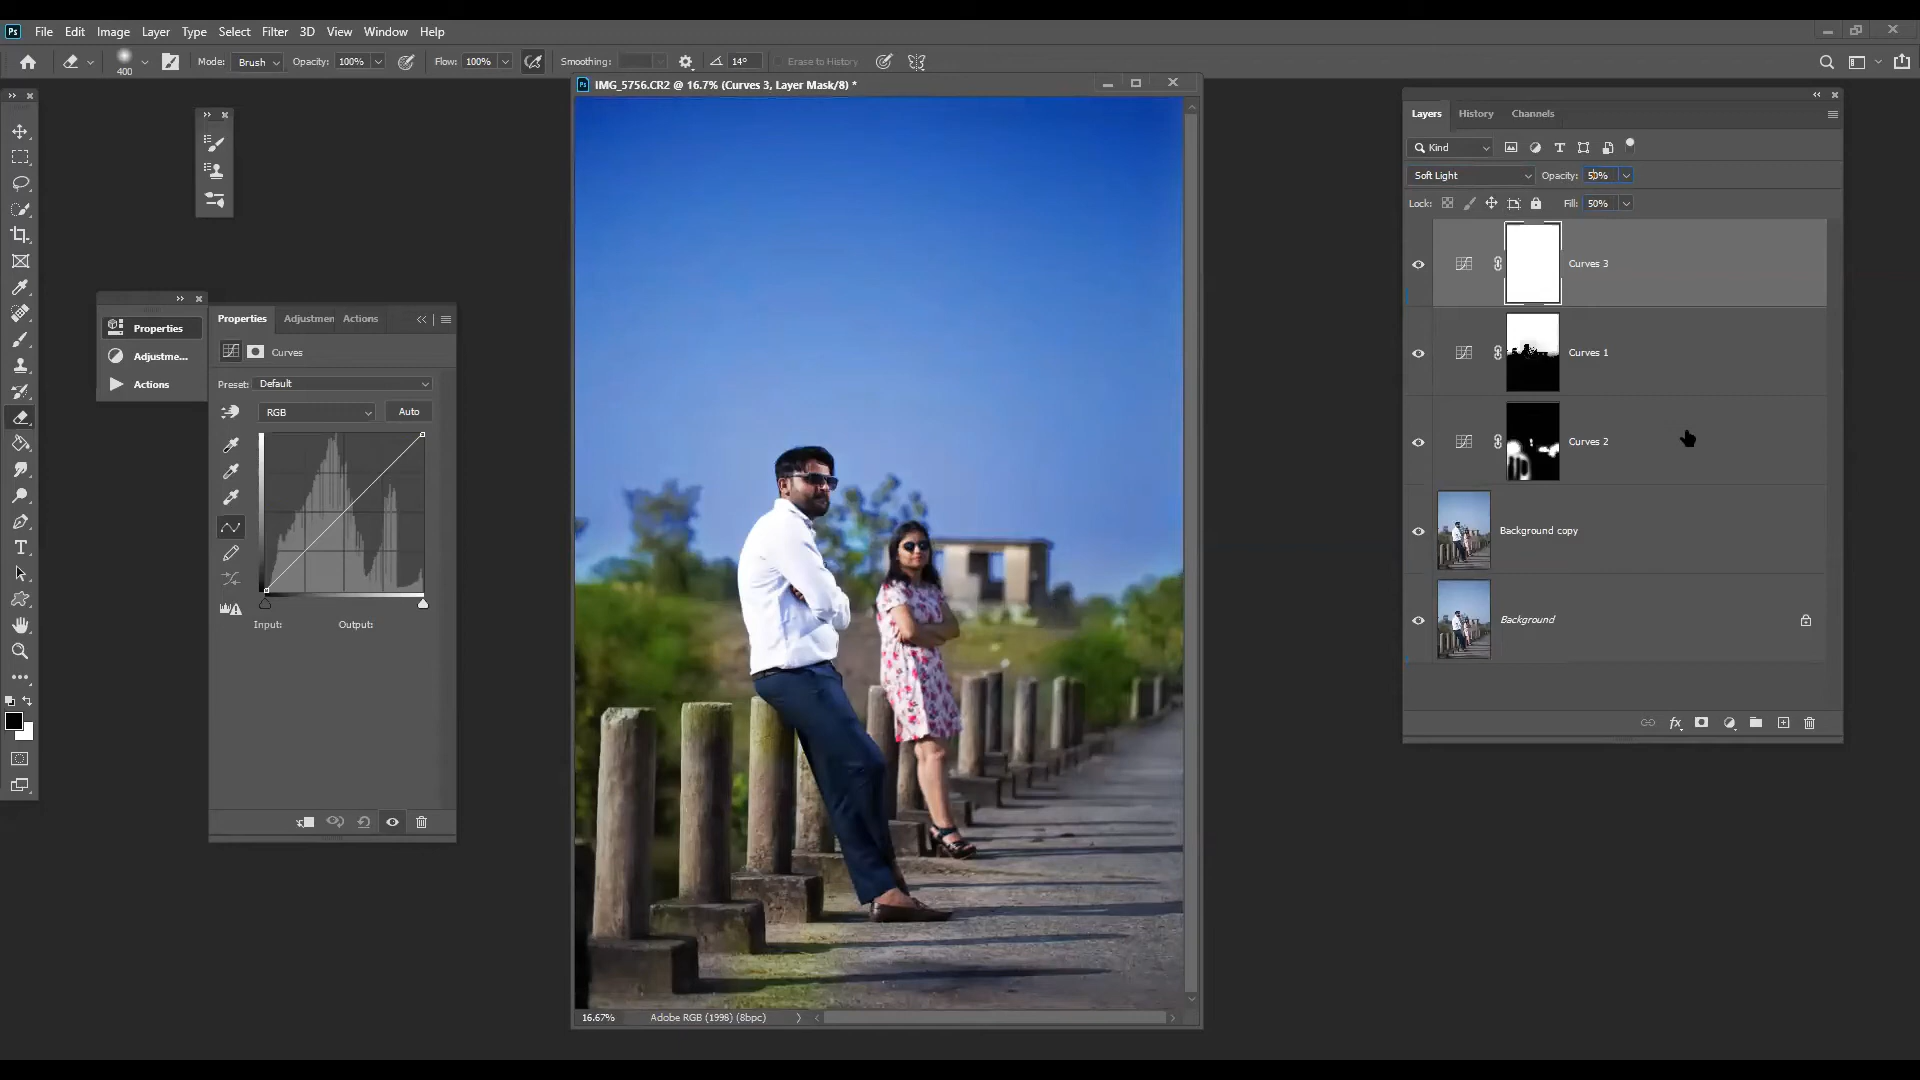 Ps File Edit Image Layer Type Select Filter 3D View Window Help
400 Mode: Brush Opacity: 100% Flow: 100% Smoothing: 14° Erase to History
Ps IMG_5756.CR2 @ 16.7% (Curves 3, Layer Mask/8) *
Layers History Channels
Kind
Soft Light Opacity: 50%
Lock: Fill: 50%
Curves 3
Curves 1
Curves 2
Background copy
Background
Properties
Adjustme...
Actions
Properties Adjustmen Actions
Curves
Preset: Default
RGB Auto
Input: Output:
16.67% Adobe RGB (1998) (8bpc)